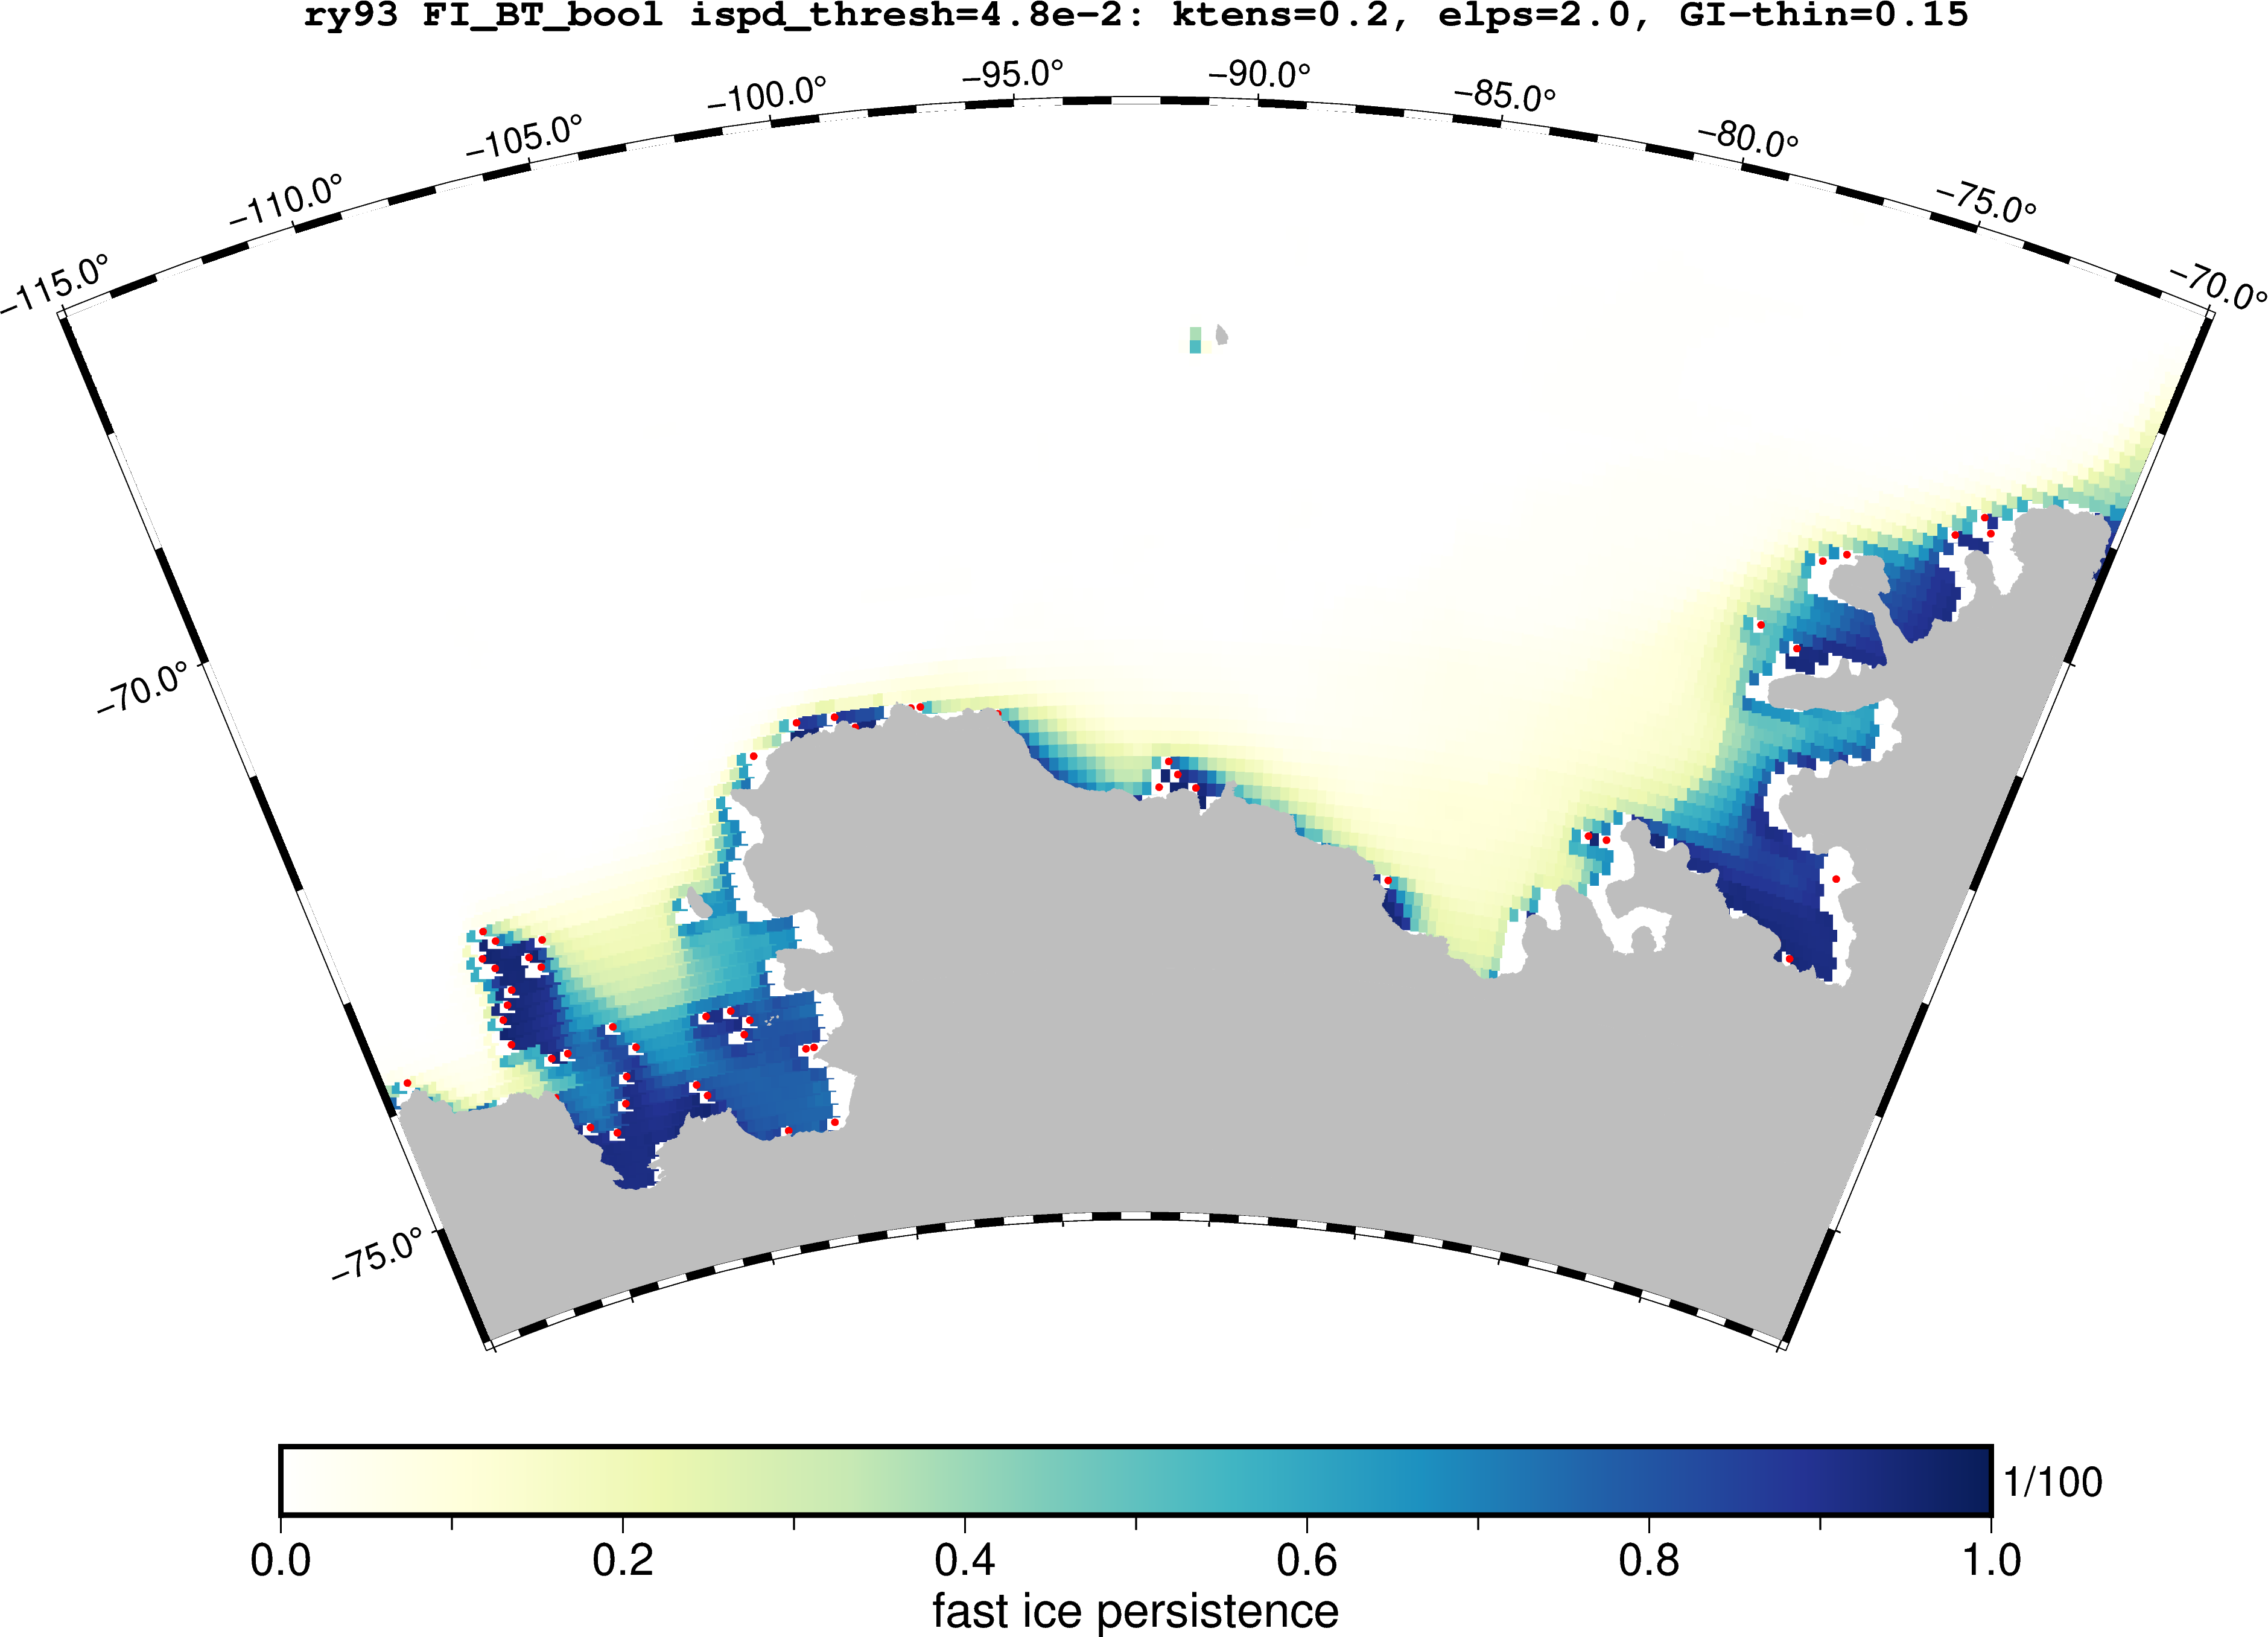 ry93 FI_BT_bool ispd_thresh=4.8e-2: ktens=0.2, elps=2.0, GI-thin=0.15
-115.0° -110.0° -105.0° -100.0° -95.0° -90.0° -85.0° -80.0° -75.0° -70.0°
-70.0°
-75.0°
1/100
0.0 0.2 0.4 0.6 0.8 1.0
fast ice persistence